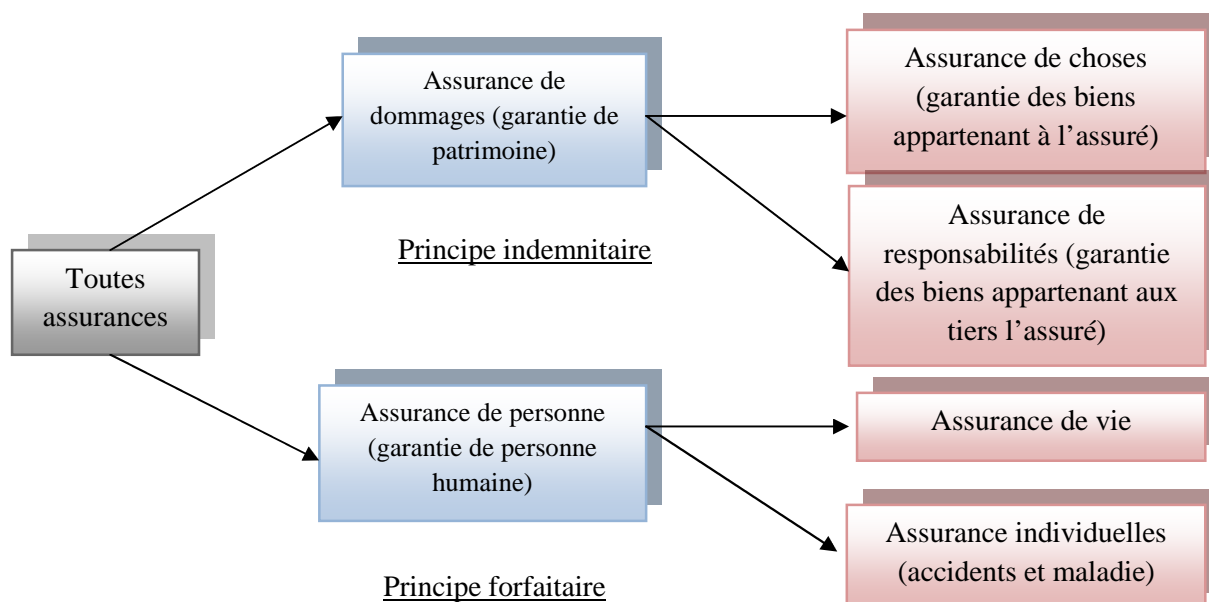 Toutes
assurances
Assurance de
dommages (garantie de
patrimoine)
Principe indemnitaire
Assurance de choses
(garantie des biens
appartenant à l’assuré)
Assurance de
responsabilités (garantie
des biens appartenant aux
tiers l’assuré)
Assurance de personne
(garantie de personne
humaine)
Principe forfaitaire
Assurance de vie
Assurance individuelles
(accidents et maladie)